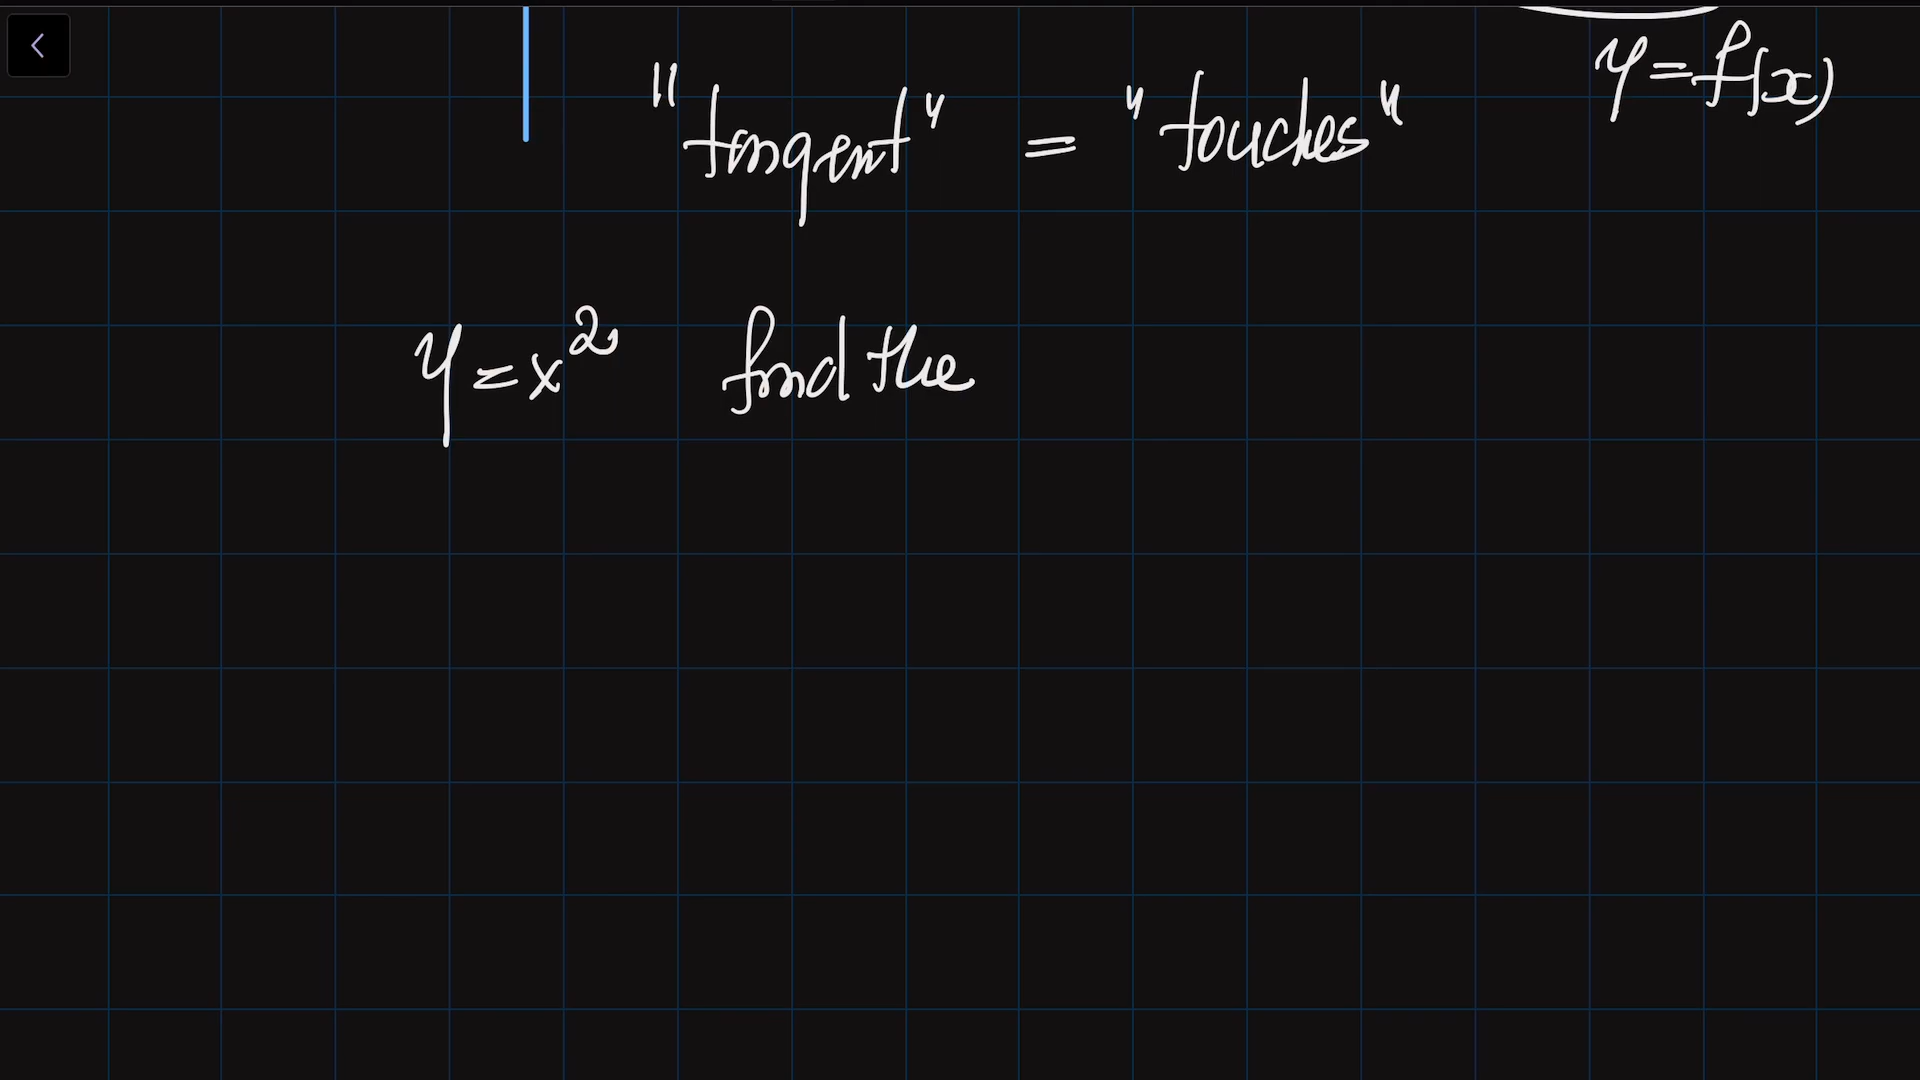 y=f(x)
"tangent" = "touches"
y=x² find the